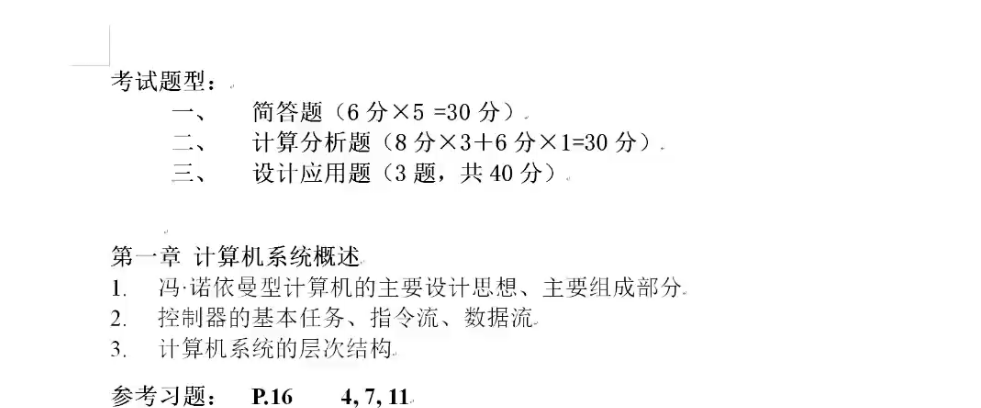 考试题型：
一、 简答题（6 分×5 =30 分）
二、 计算分析题（8 分×3＋6 分×1=30 分）
三、 设计应用题（3 题，共 40 分）
第一章 计算机系统概述
1. 冯·诺依曼型计算机的主要设计思想、主要组成部分
2. 控制器的基本任务、指令流、数据流
3. 计算机系统的层次结构
参考习题： P.16 4, 7, 11